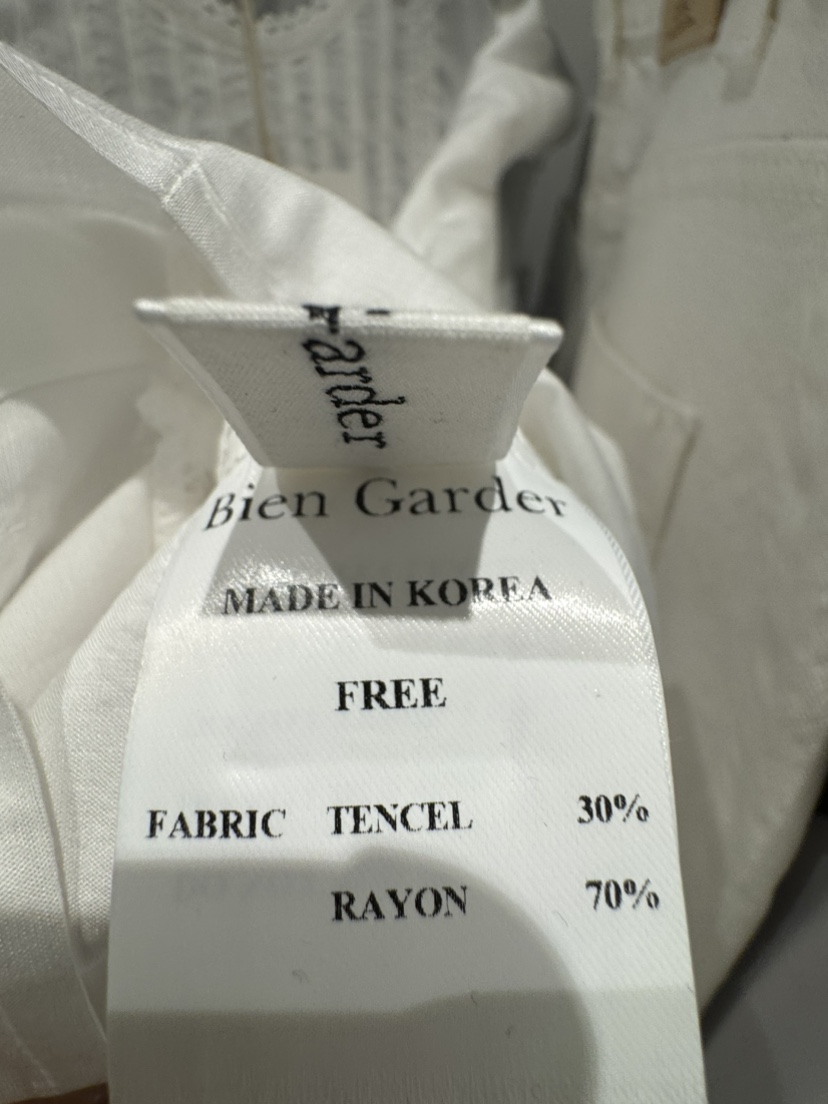 Garder
Bien Garder
MADE IN KOREA
FREE
FABRIC TENCEL 30%
RAYON 70%